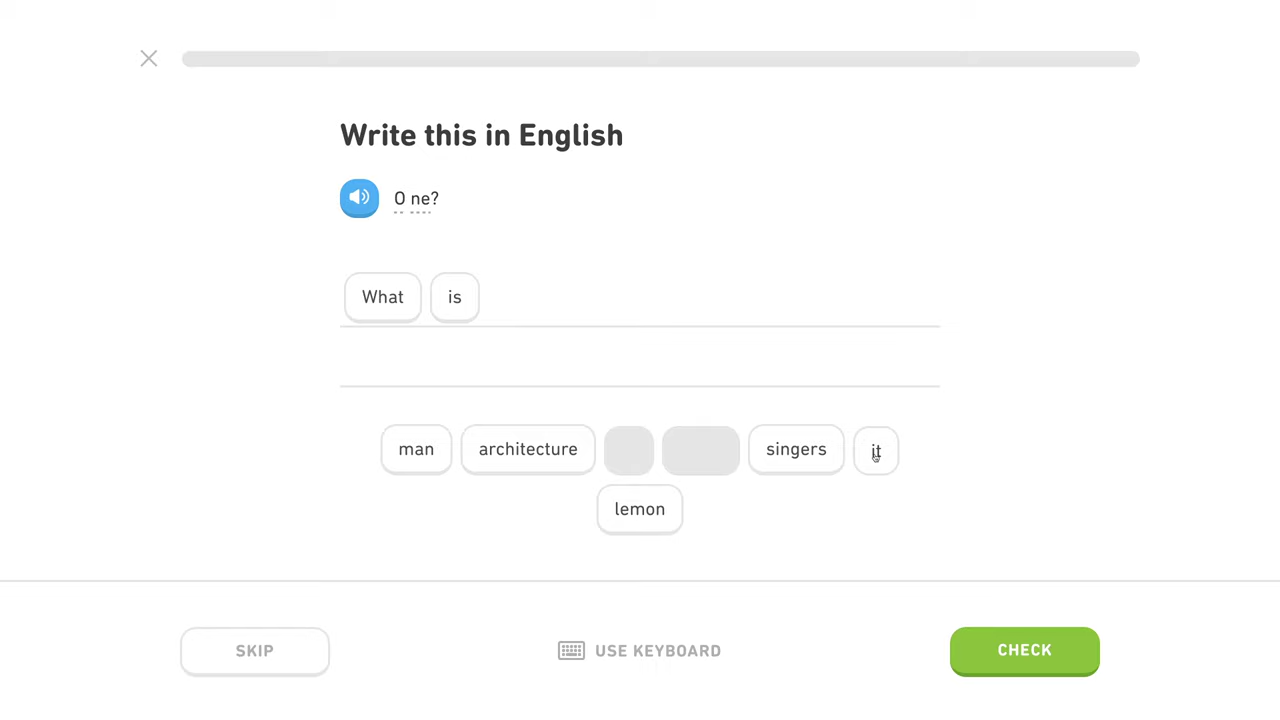 Write this in English
O ne?
What is
man architecture singers it
lemon
SKIP USE KEYBOARD CHECK